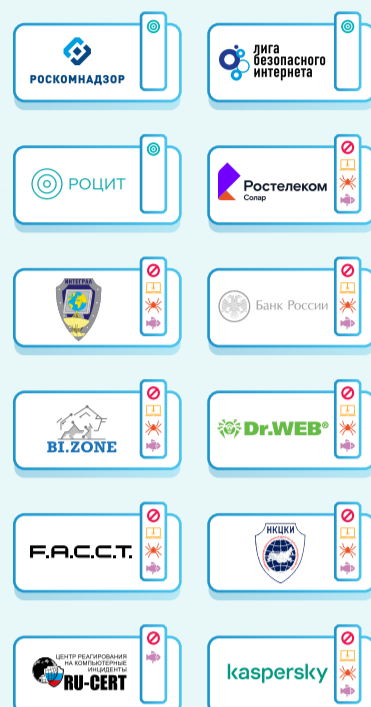 РОСКОМНАДЗОР
лига
безопасного
интернета
РОЦИТ
Ростелеком
Солар
ИНТЕГРАЛ
Банк России
BI.ZONE
Dr.WEB®
F.A.C.C.T.
НКЦКИ
ЦЕНТР РЕАГИРОВАНИЯ
НА КОМПЬЮТЕРНЫЕ
ИНЦИДЕНТЫ
RU-CERT
kaspersky